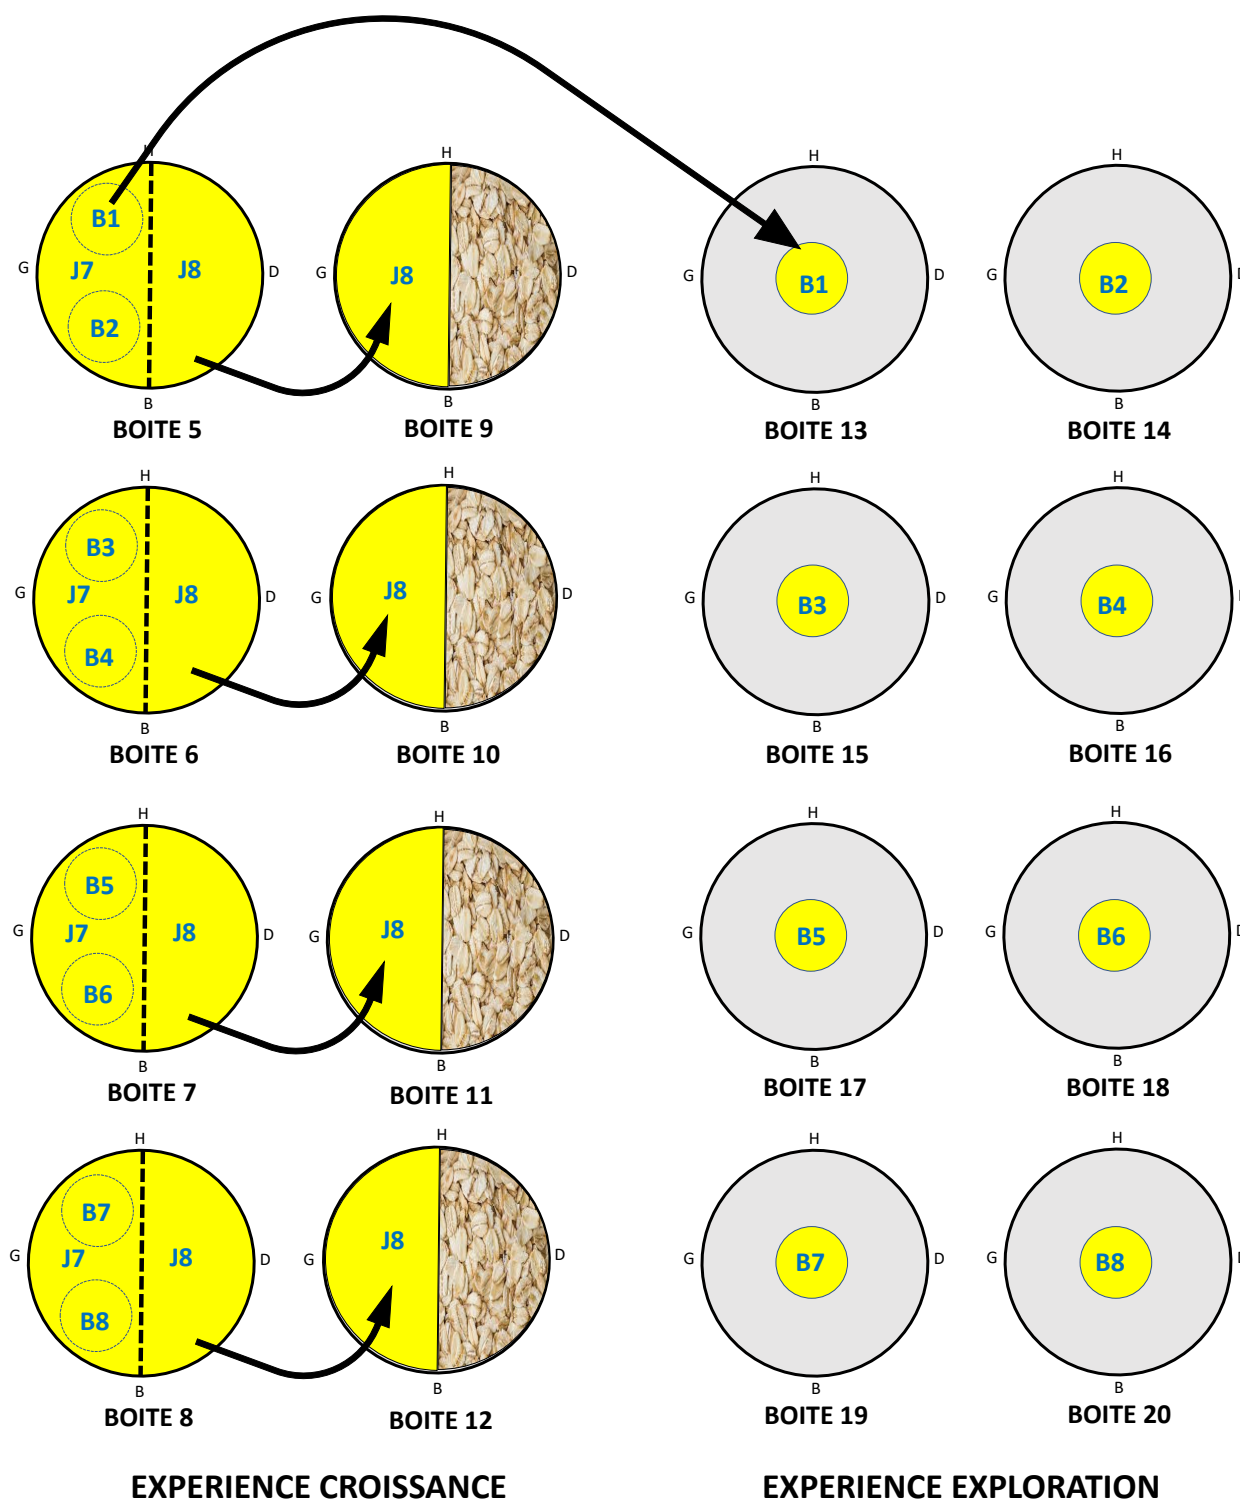 H H H H
B1
G J7 J8 D G J8 D G B1 D G B2 D
B2
B B B B
BOITE 5 BOITE 9 BOITE 13 BOITE 14
H H H H
B3
G J7 J8 D G J8 D G B3 D G B4
B4
B B B B
BOITE 6 BOITE 10 BOITE 15 BOITE 16
H H H H
B5
G J7 J8 D G J8 D G B5 D G B6 D
B6
B B B B
BOITE 7 BOITE 11 BOITE 17 BOITE 18
H H H H
B7
G J7 J8 D G J8 D G B7 D G B8 D
B8
B B B B
BOITE 8 BOITE 12 BOITE 19 BOITE 20
EXPERIENCE CROISSANCE EXPERIENCE EXPLORATION